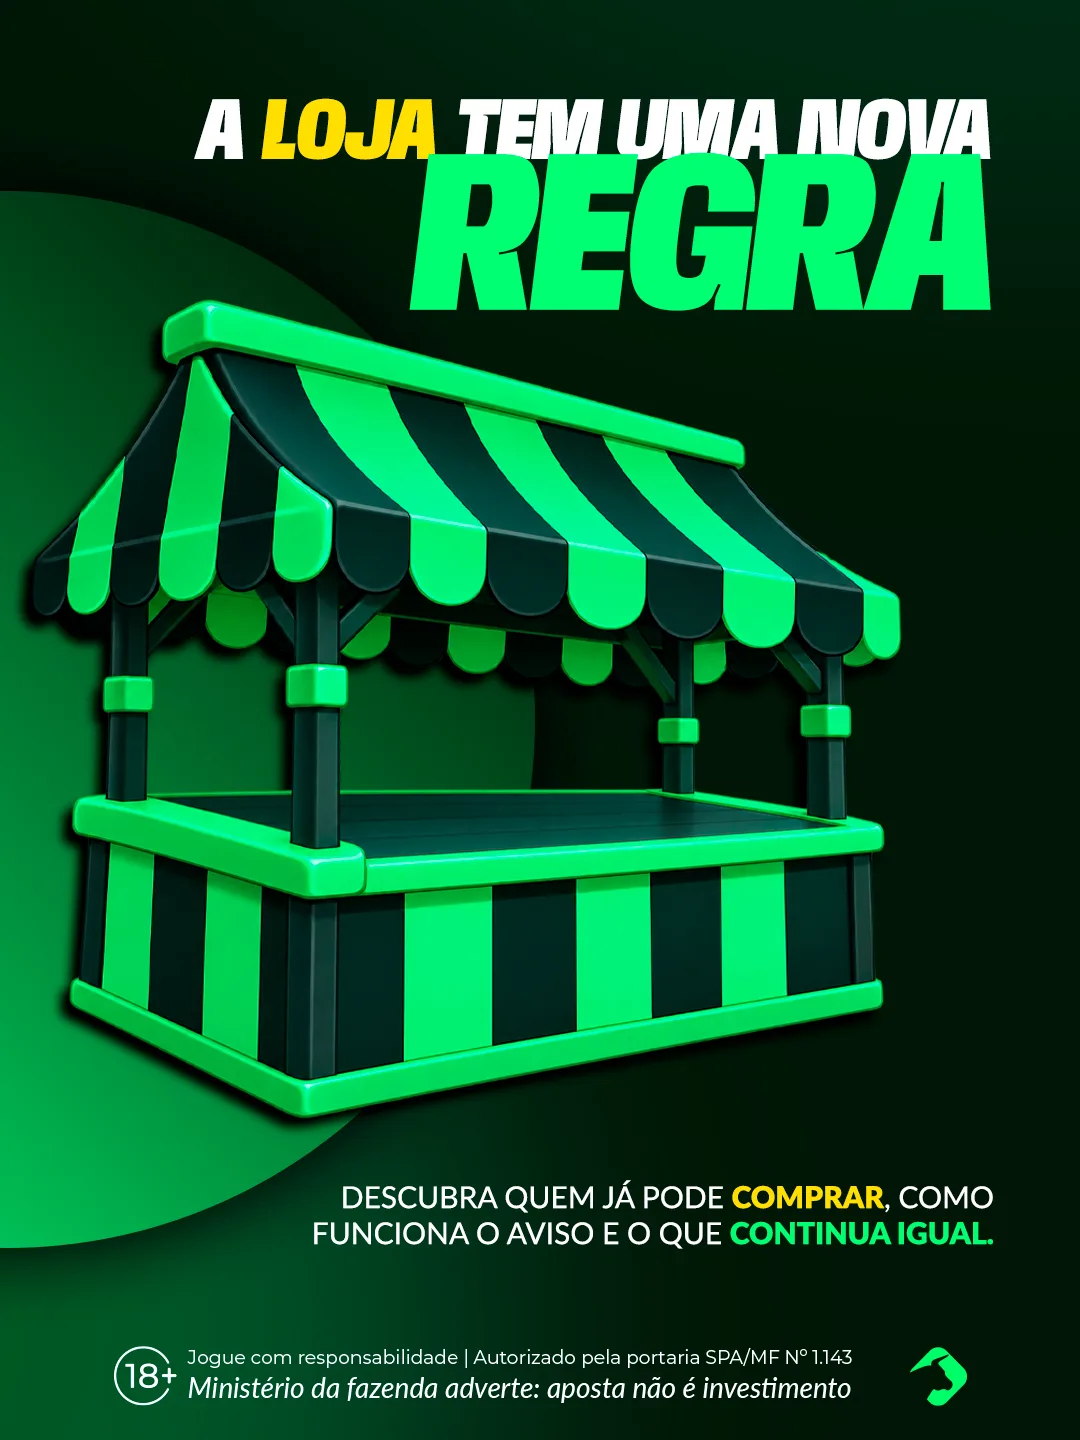 A LOJA TEM UMA NOVA
REGRA
DESCUBRA QUEM JÁ PODE COMPRAR, COMO
FUNCIONA O AVISO E O QUE CONTINUA IGUAL.
18+
Jogue com responsabilidade | Autorizado pela portaria SPA/MF Nº 1.143
Ministério da fazenda adverte: aposta não é investimento